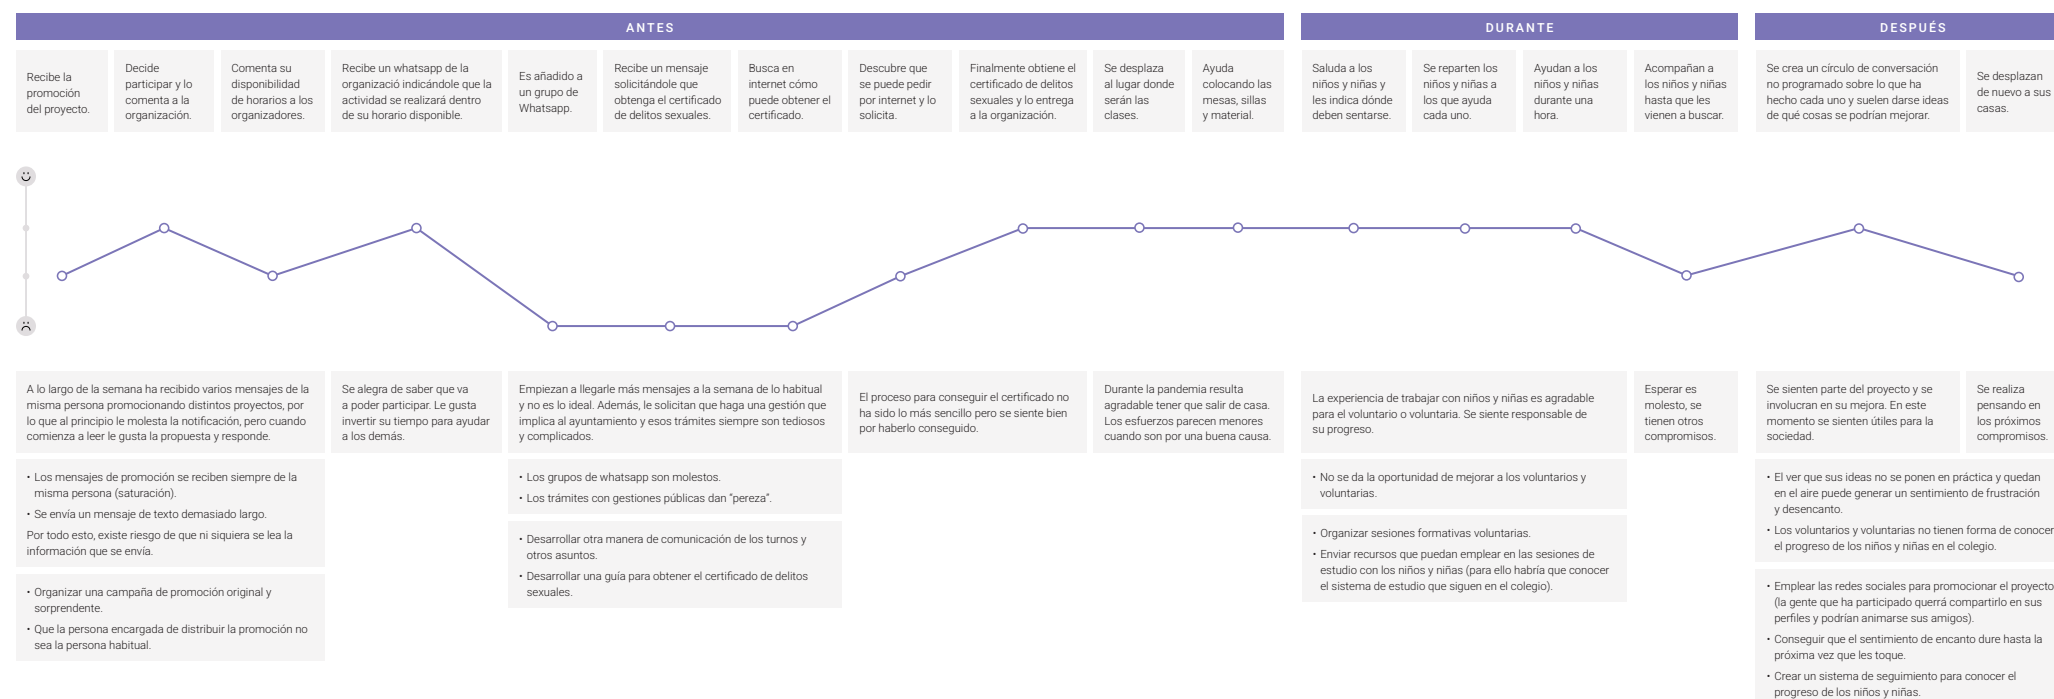 ANTES
DURANTE
DESPUÉS
Recibe la
promoción
del proyecto.
Decide
participar y lo
comenta a la
organización.
Comenta su
disponibilidad
de horarios a los
organizadores.
Recibe un whatsapp de la
organizació indicándole que la
actividad se realizará dentro
de su horario disponible.
Es añadido a
un grupo de
Whatsapp.
Recibe un mensaje
solicitándole que
obtenga el certificado
de delitos sexuales.
Busca en
internet cómo
puede obtener el
certificado.
Descubre que
se puede pedir
por internet y lo
solicita.
Finalmente obtiene el
certificado de delitos
sexuales y lo entrega
a la organización.
Se desplaza
al lugar donde
serán las
clases.
Ayuda
colocando las
mesas, sillas
y material.
Saluda a los
niños y niñas y
les indica dónde
deben sentarse.
Se reparten los
niños y niñas a
los que ayuda
cada uno.
Ayudan a los
niños y niñas
durante una
hora.
Acompañan a
los niños y niñas
hasta que les
vienen a buscar.
Se crea un círculo de conversación
no programado sobre lo que ha
hecho cada uno y suelen darse ideas
de qué cosas se podrían mejorar.
Se desplazan
de nuevo a sus
casas.
A lo largo de la semana ha recibido varios mensajes de la
misma persona promocionando distintos proyectos, por
lo que al principio le molesta la notificación, pero cuando
comienza a leer le gusta la propuesta y responde.
Se alegra de saber que va
a poder participar. Le gusta
invertir su tiempo para ayudar
a los demás.
Empiezan a llegarle más mensajes a la semana de lo habitual
y no es lo ideal. Además, le solicitan que haga una gestión que
implica al ayuntamiento y esos trámites siempre son tediosos
y complicados.
El proceso para conseguir el certificado no
ha sido lo más sencillo pero se siente bien
por haberlo conseguido.
Durante la pandemia resulta
agradable tener que salir de casa.
Los esfuerzos parecen menores
cuando son por una buena causa.
La experiencia de trabajar con niños y niñas es agradable
para el voluntario o voluntaria. Se siente responsable de
su progreso.
Esperar es
molesto, se
tienen otros
compromisos.
Se sienten parte del proyecto y se
involucran en su mejora. En este
momento se sienten útiles para la
sociedad.
Se realiza
pensando en
los próximos
compromisos.
• Los mensajes de promoción se reciben siempre de la
misma persona (saturación).
• Se envía un mensaje de texto demasiado largo.
Por todo esto, existe riesgo de que ni siquiera se lea la
información que se envía.
• Organizar una campaña de promoción original y
sorprendente.
• Que la persona encargada de distribuir la promoción no
sea la persona habitual.
• Los grupos de whatsapp son molestos.
• Los trámites con gestiones públicas dan "pereza".
• Desarrollar otra manera de comunicación de los turnos y
otros asuntos.
• Desarrollar una guía para obtener el certificado de delitos
sexuales.
• No se da la oportunidad de mejorar a los voluntarios y
voluntarias.
• Organizar sesiones formativas voluntarias.
• Enviar recursos que puedan emplear en las sesiones de
estudio con los niños y niñas (para ello habría que conocer
el sistema de estudio que siguen en el colegio).
• El ver que sus ideas no se ponen en práctica y quedan
en el aire puede generar un sentimiento de frustración
y desencanto.
• Los voluntarios y voluntarias no tienen forma de conocer
el progreso de los niños y niñas en el colegio.
• Emplear las redes sociales para promocionar el proyecto
(la gente que ha participado querrá compartirlo en sus
perfiles y podrían animarse sus amigos).
• Conseguir que el sentimiento de encanto dure hasta la
próxima vez que les toque.
• Crear un sistema de seguimiento para conocer el
progreso de los niños y niñas.